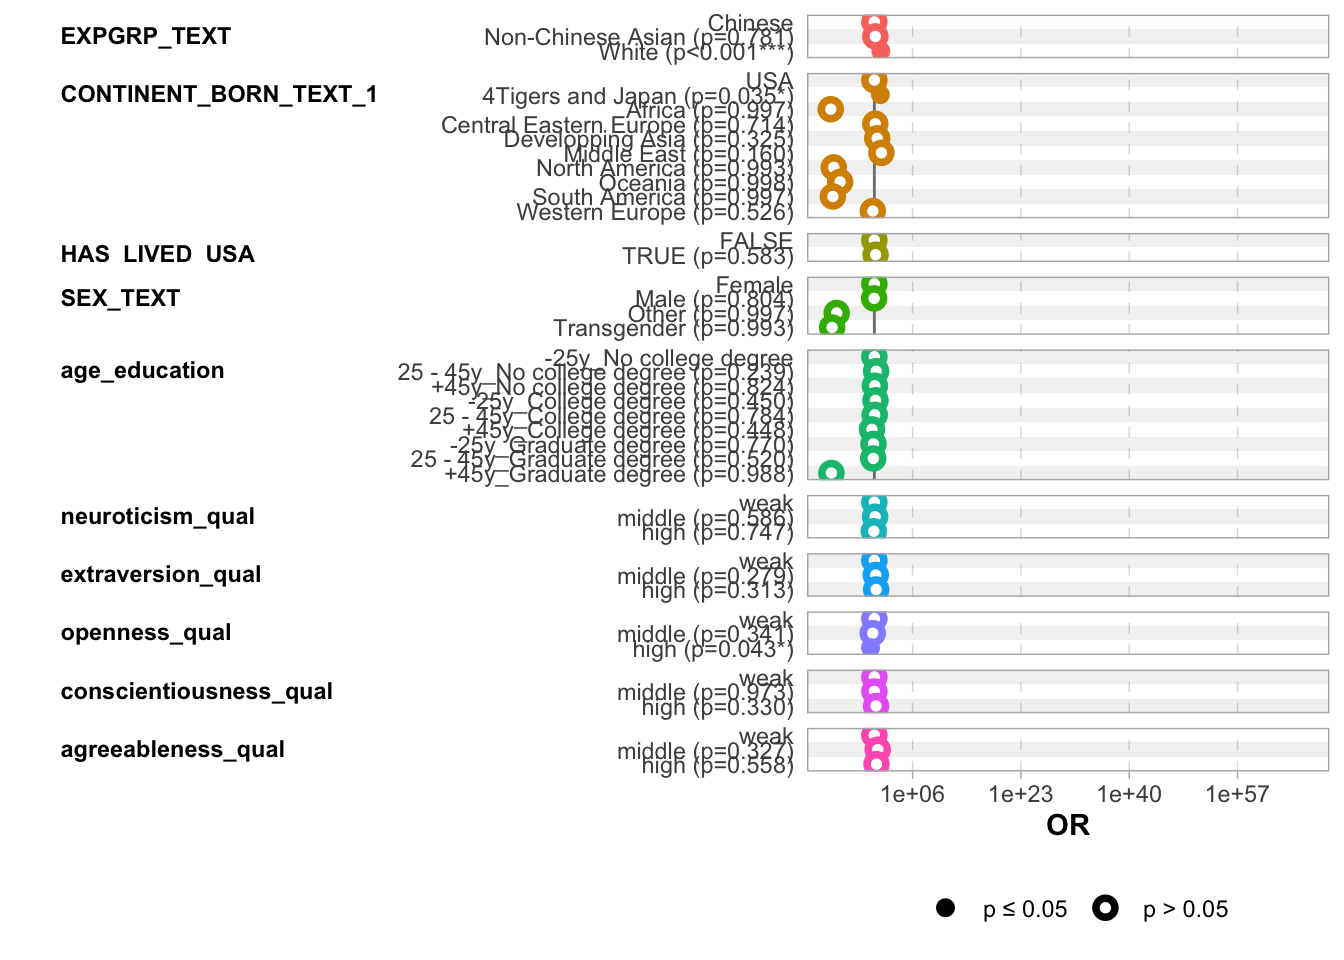 Chinese
EXPGRP_TEXT
Non-Chinese Asian (p=0.781)
White (p<0.001***)
USA
CONTINENT_BORN_TEXT_1
4Tigers and Japan (p=0.035*)
Africa (p=0.997)
Central Eastern Europe (p=0.714)
Developping Asia (p=0.325)
Middle East (p=0.160)
North America (p=0.993)
Oceania (p=0.998)
South America (p=0.997)
Western Europe (p=0.526)
FALSE
HAS_LIVED_USA
TRUE (p=0.583)
Female
SEX_TEXT
Male (p=0.804)
Other (p=0.997)
Transgender (p=0.993)
-25y_No college degree
age_education
25 - 45y_No college degree (p=0.239)
+45y_No college degree (p=0.824)
-25y_College degree (p=0.450)
25 - 45y_College degree (p=0.784)
+45y_College degree (p=0.448)
-25y_Graduate degree (p=0.770)
25 - 45y_Graduate degree (p=0.520)
+45y_Graduate degree (p=0.988)
weak
neuroticism_qual
middle (p=0.586)
high (p=0.747)
weak
extraversion_qual
middle (p=0.279)
high (p=0.313)
weak
openness_qual
middle (p=0.341)
high (p=0.043*)
weak
conscientiousness_qual
middle (p=0.973)
high (p=0.330)
weak
agreeableness_qual
middle (p=0.327)
high (p=0.558)
1e+06 1e+23 1e+40 1e+57
OR
p ≤ 0.05 p > 0.05